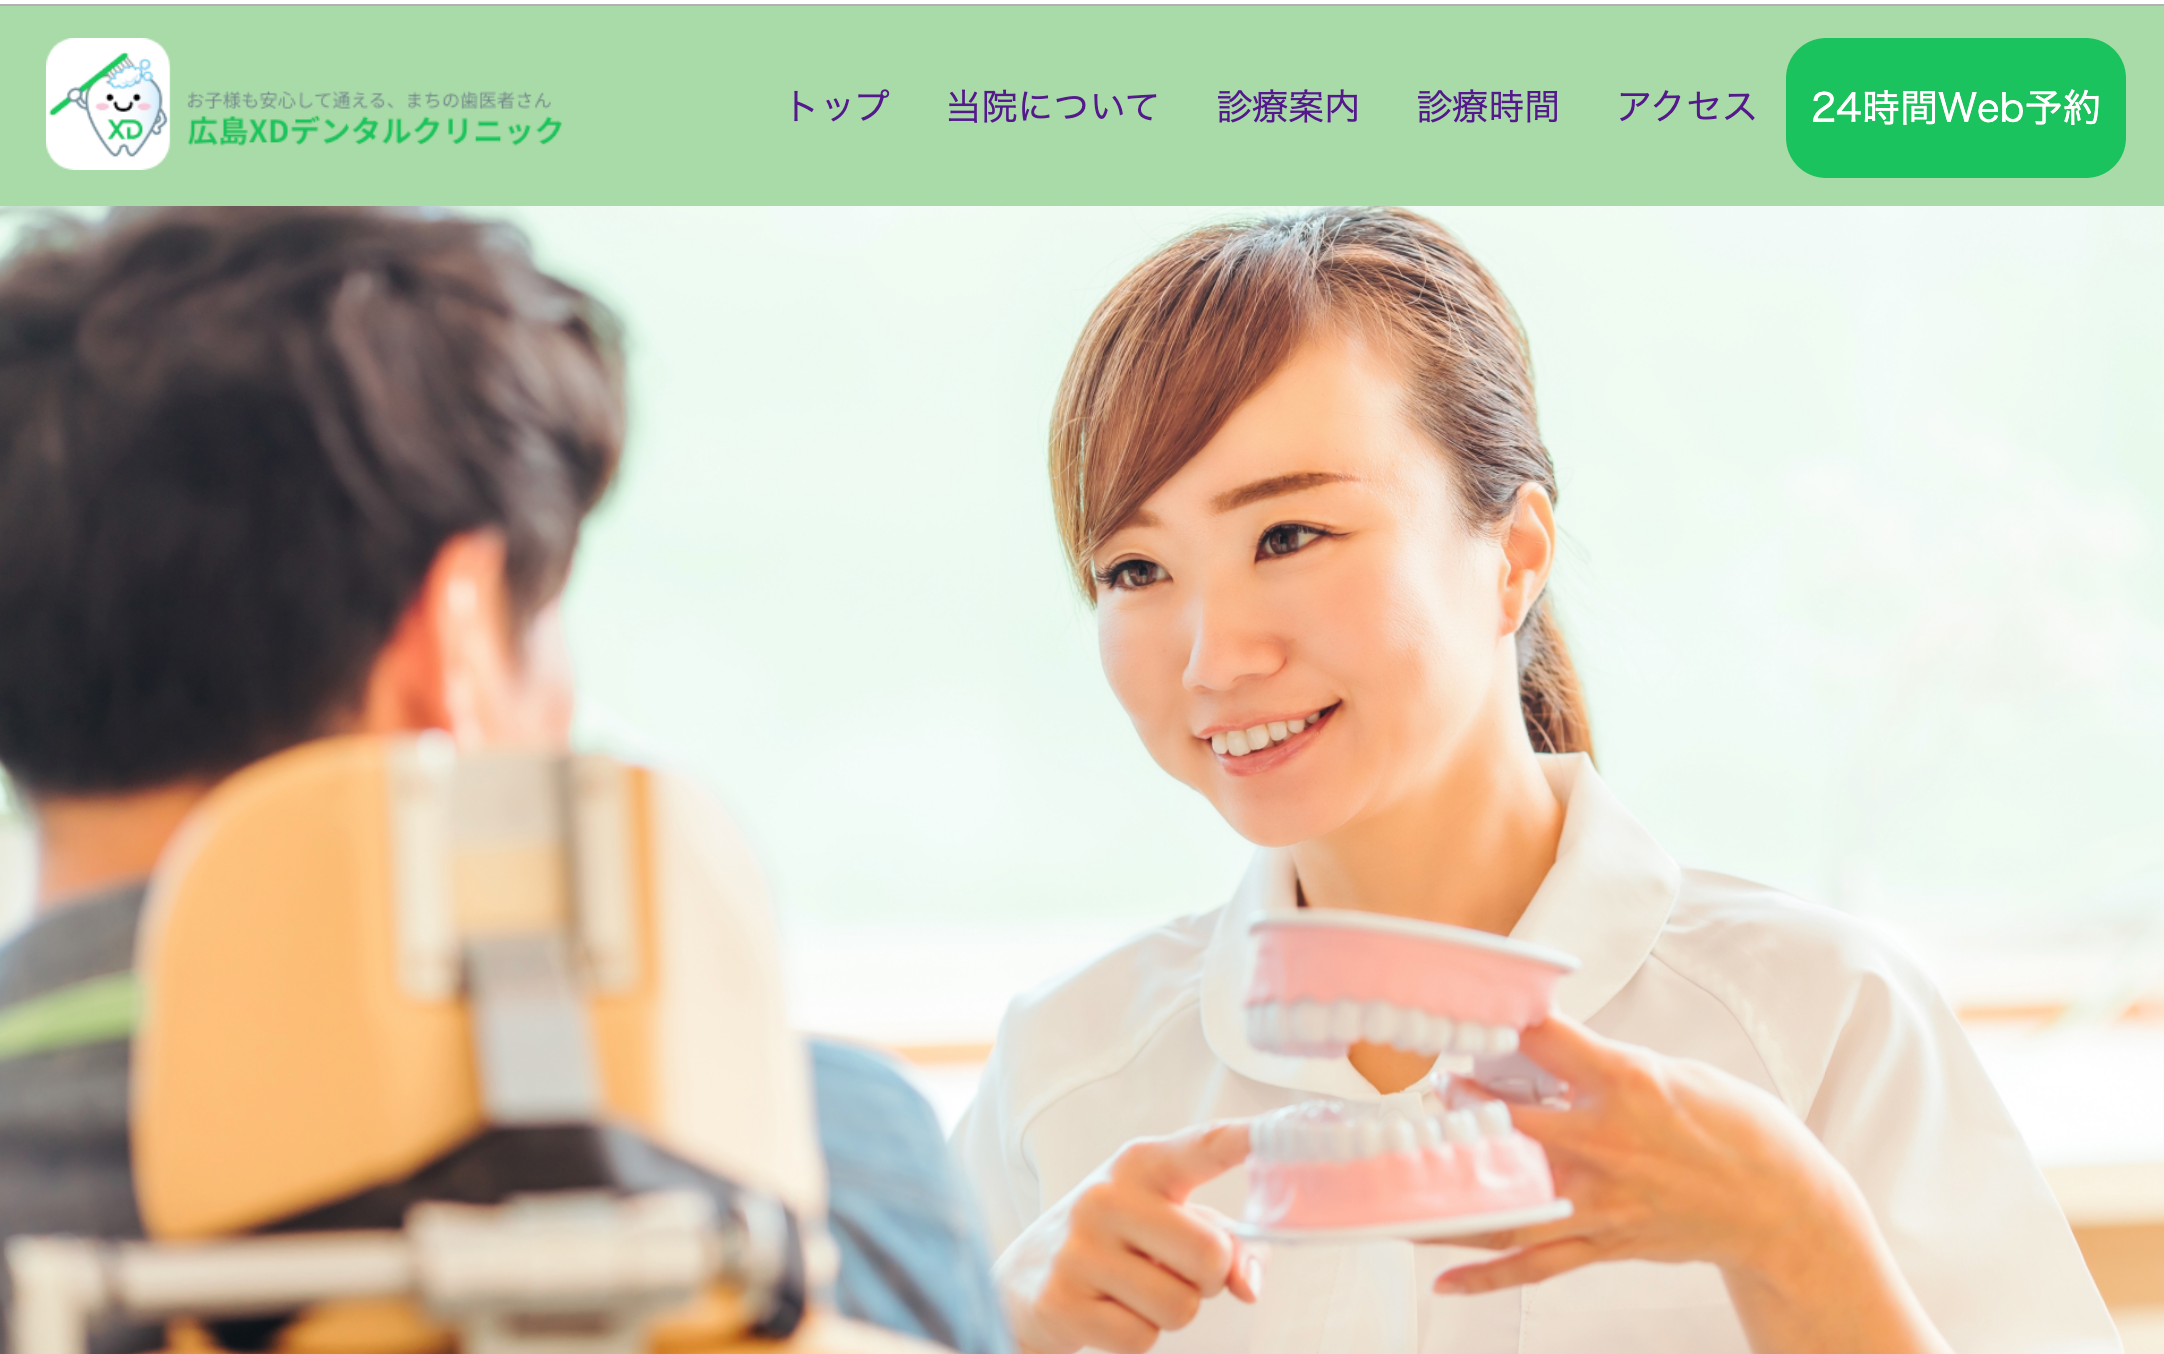 お子様も安心して通える、まちの歯医者さん
広島XDデンタルクリニック
XD
トップ
当院について
診療案内
診療時間
アクセス
24時間Web予約